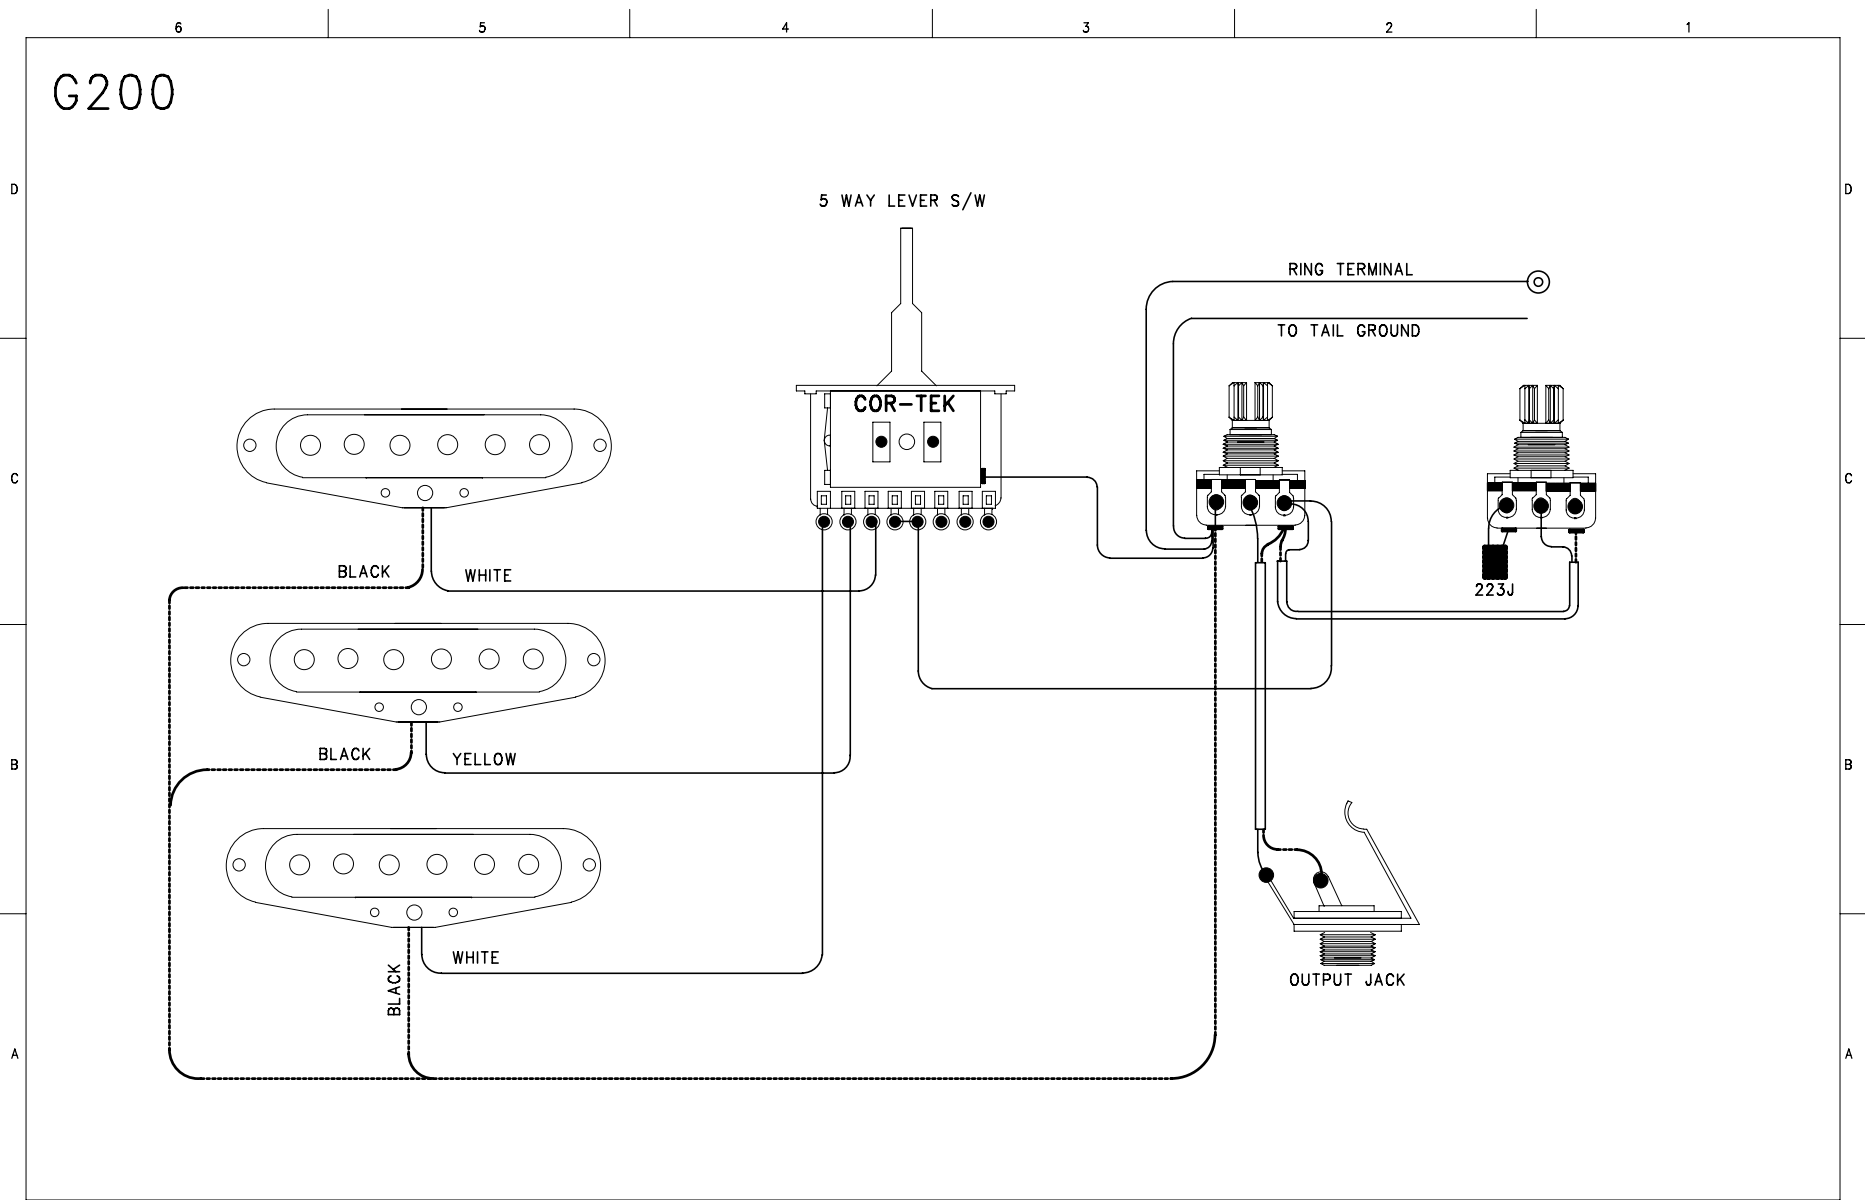 6 5 4 3 2 1
G200
D D
5 WAY LEVER S/W
RING TERMINAL
TO TAIL GROUND
COR-TEK
C C
BLACK
WHITE
223J
BLACK
YELLOW
B B
WHITE
BLACK
OUTPUT JACK
A A